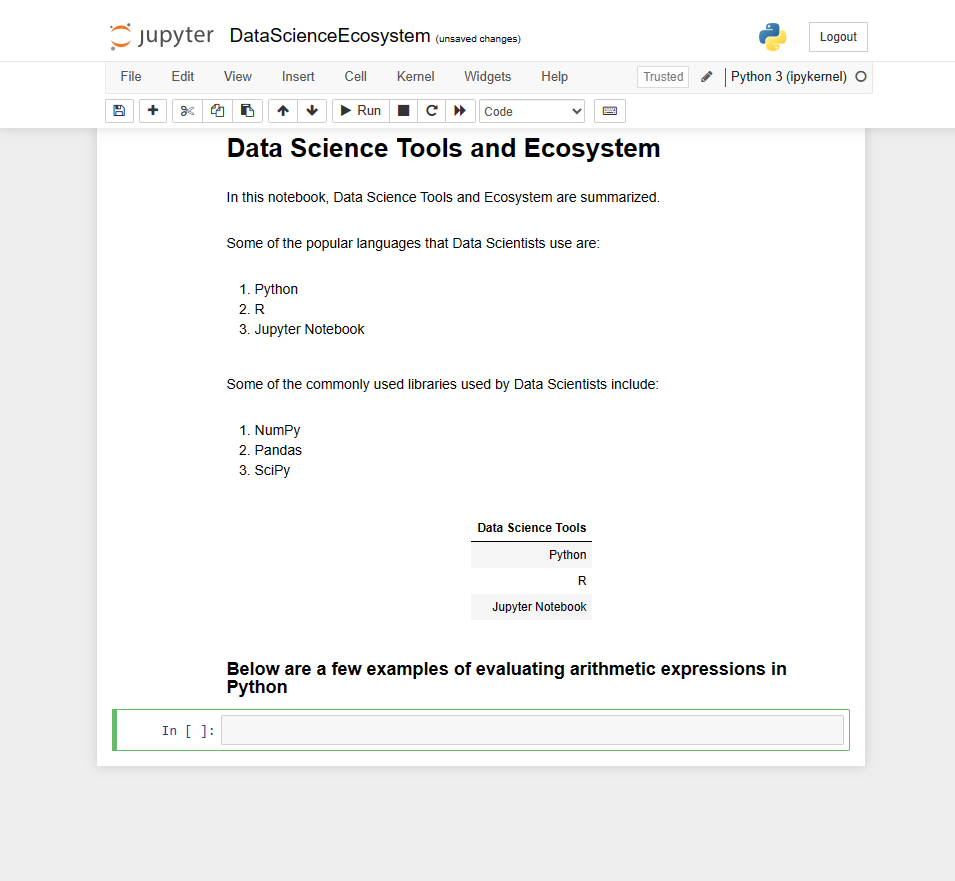 jupyter DataScienceEcosystem (unsaved changes) Logout
File Edit View Insert Cell Kernel Widgets Help Trusted Python 3 (ipykernel)
Run Code
Data Science Tools and Ecosystem
In this notebook, Data Science Tools and Ecosystem are summarized.
Some of the popular languages that Data Scientists use are:
1. Python
2. R
3. Jupyter Notebook
Some of the commonly used libraries used by Data Scientists include:
1. NumPy
2. Pandas
3. SciPy
Data Science Tools
Python
R
Jupyter Notebook
Below are a few examples of evaluating arithmetic expressions in
Python
In [ ]: